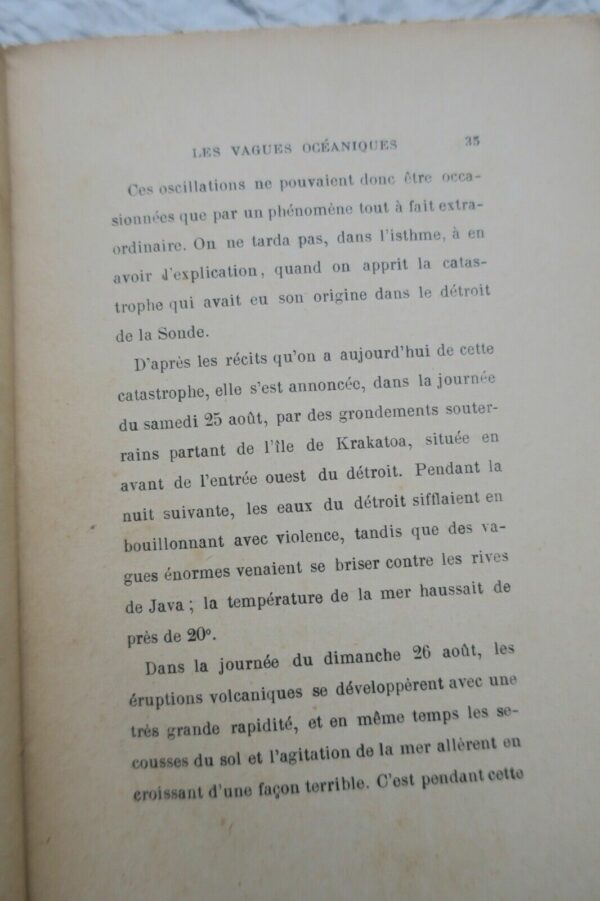 LES VAGUES OCÉANIQUES 35
Ces oscillations ne pouvaient donc être occa-
sionnées que par un phénomène tout à fait extra-
ordinaire. On ne tarda pas, dans l'isthme, à en
avoir d'explication, quand on apprit la catas-
trophe qui avait eu son origine dans le détroit
de la Sonde.
D'après les récits qu'on a aujourd'hui de cette
catastrophe, elle s'est annoncée, dans la journée
du samedi 25 août, par des grondements souter-
rains partant de l'île de Krakatoa, située en
avant de l'entrée ouest du détroit. Pendant la
nuit suivante, les eaux du détroit sifflaient en
bouillonnant avec violence, tandis que des va-
gues énormes venaient se briser contre les rives
de Java ; la température de la mer haussait de
près de 20°.
Dans la journée du dimanche 26 août, les
éruptions volcaniques se développèrent avec une
très grande rapidité, et en même temps les se-
cousses du sol et l'agitation de la mer allèrent en
croissant d'une façon terrible. C'est pendant cette